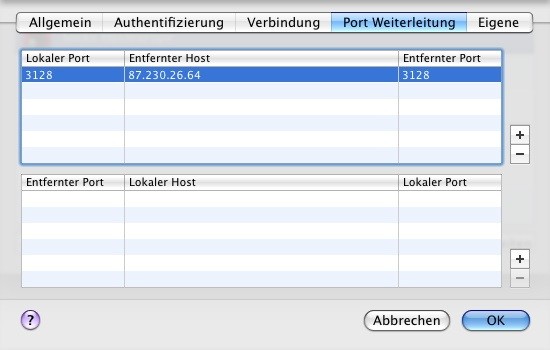 Allgemein Authentifizierung Verbindung Port Weiterleitung Eigene
Lokaler Port Entfernter Host Entfernter Port
3128 87.230.26.64 3128
+
−
Entfernter Port Lokaler Host Lokaler Port
+
−
? Abbrechen OK